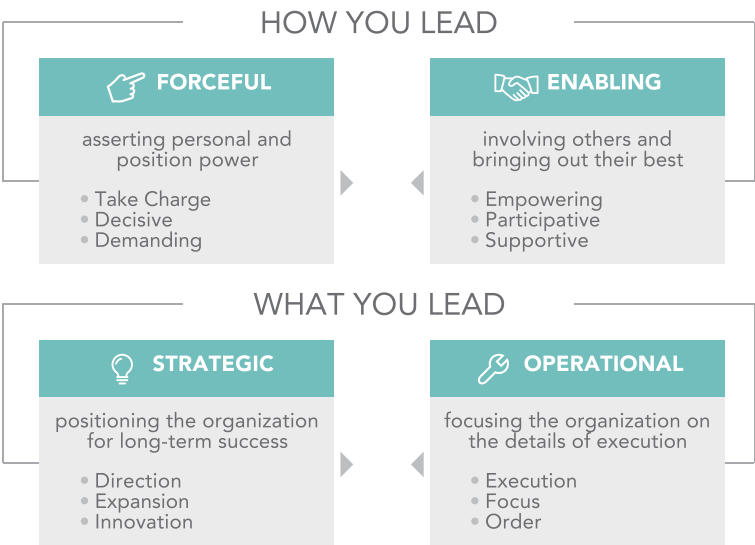 HOW YOU LEAD
FORCEFUL
asserting personal and
position power
• Take Charge
• Decisive
• Demanding
ENABLING
involving others and
bringing out their best
• Empowering
• Participative
• Supportive
WHAT YOU LEAD
STRATEGIC
positioning the organization
for long-term success
• Direction
• Expansion
• Innovation
OPERATIONAL
focusing the organization on
the details of execution
• Execution
• Focus
• Order